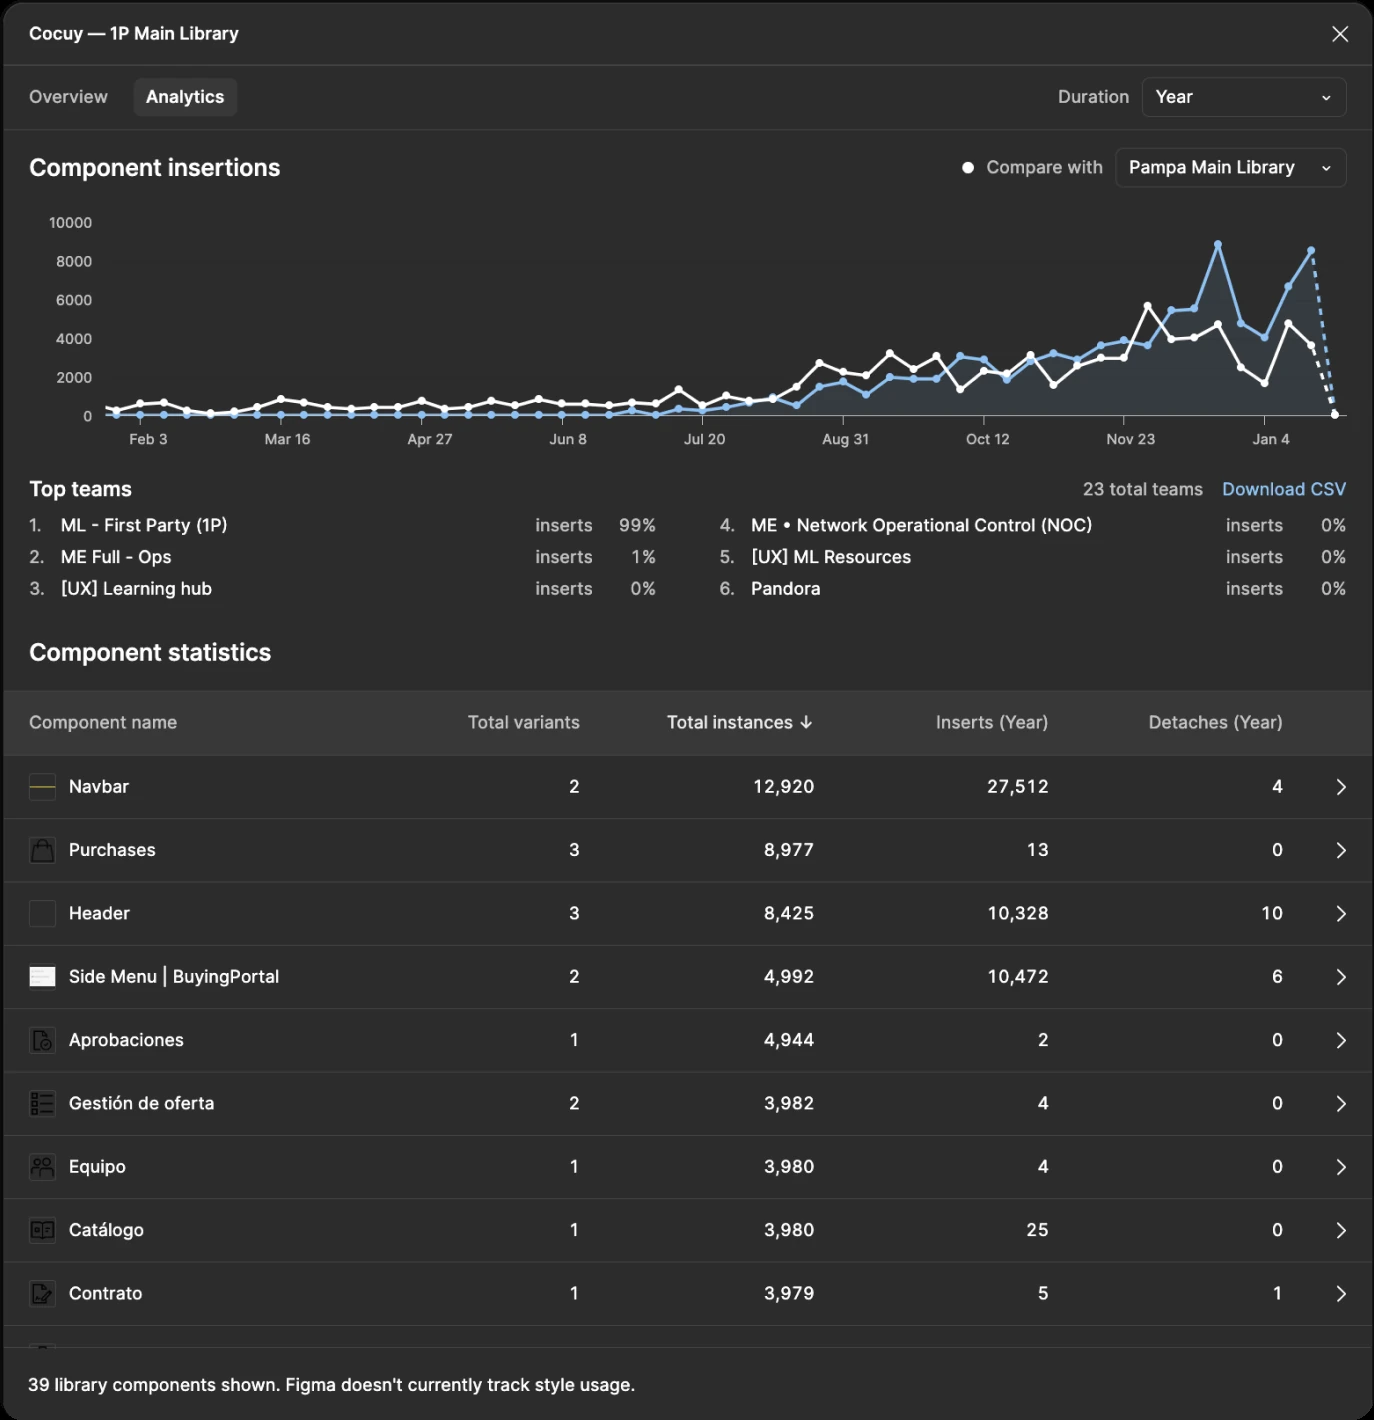 Cocuy — 1P Main Library
Overview Analytics Duration Year
Component insertions Compare with Pampa Main Library
10000
8000
6000
4000
2000
0
Feb 3 Mar 16 Apr 27 Jun 8 Jul 20 Aug 31 Oct 12 Nov 23 Jan 4
Top teams 23 total teams Download CSV
1. ML - First Party (1P) inserts 99% 4. ME • Network Operational Control (NOC) inserts 0%
2. ME Full - Ops inserts 1% 5. [UX] ML Resources inserts 0%
3. [UX] Learning hub inserts 0% 6. Pandora inserts 0%
Component statistics
Component name Total variants Total instances ↓ Inserts (Year) Detaches (Year)
Navbar 2 12,920 27,512 4
Purchases 3 8,977 13 0
Header 3 8,425 10,328 10
Side Menu | BuyingPortal 2 4,992 10,472 6
Aprobaciones 1 4,944 2 0
Gestión de oferta 2 3,982 4 0
Equipo 1 3,980 4 0
Catálogo 1 3,980 25 0
Contrato 1 3,979 5 1
39 library components shown. Figma doesn't currently track style usage.